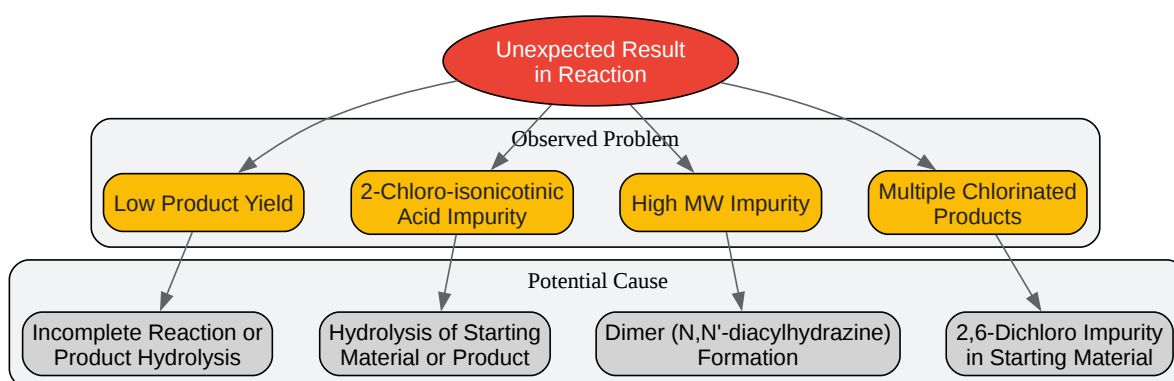 Unexpected Result
in Reaction
Observed Problem
Low Product Yield
2-Chloro-isonicotinic
Acid Impurity
High MW Impurity
Multiple Chlorinated
Products
Potential Cause
Incomplete Reaction or
Product Hydrolysis
Hydrolysis of Starting
Material or Product
Dimer (N,N'-diacylhydrazine)
Formation
2,6-Dichloro Impurity
in Starting Material